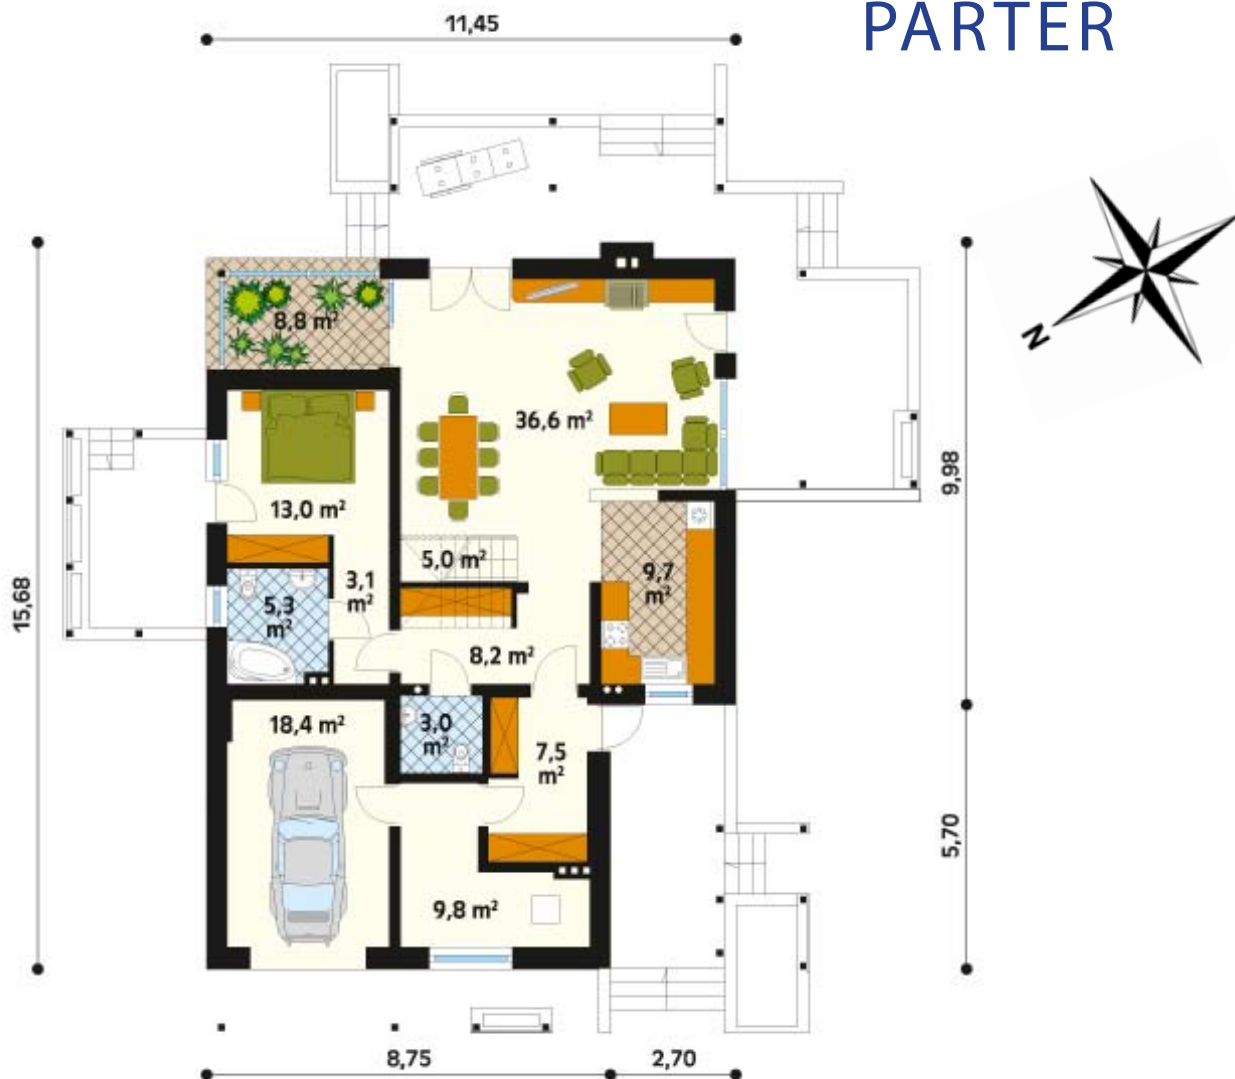 PARTER
11,45
8,8 m²
36,6 m²
13,0 m²
5,0 m²
3,1
m²
9,7
m²
5,3
m²
8,2 m²
18,4 m²
3,0
m²
7,5
m²
9,8 m²
15,68
9,98
5,70
8,75
2,70
N